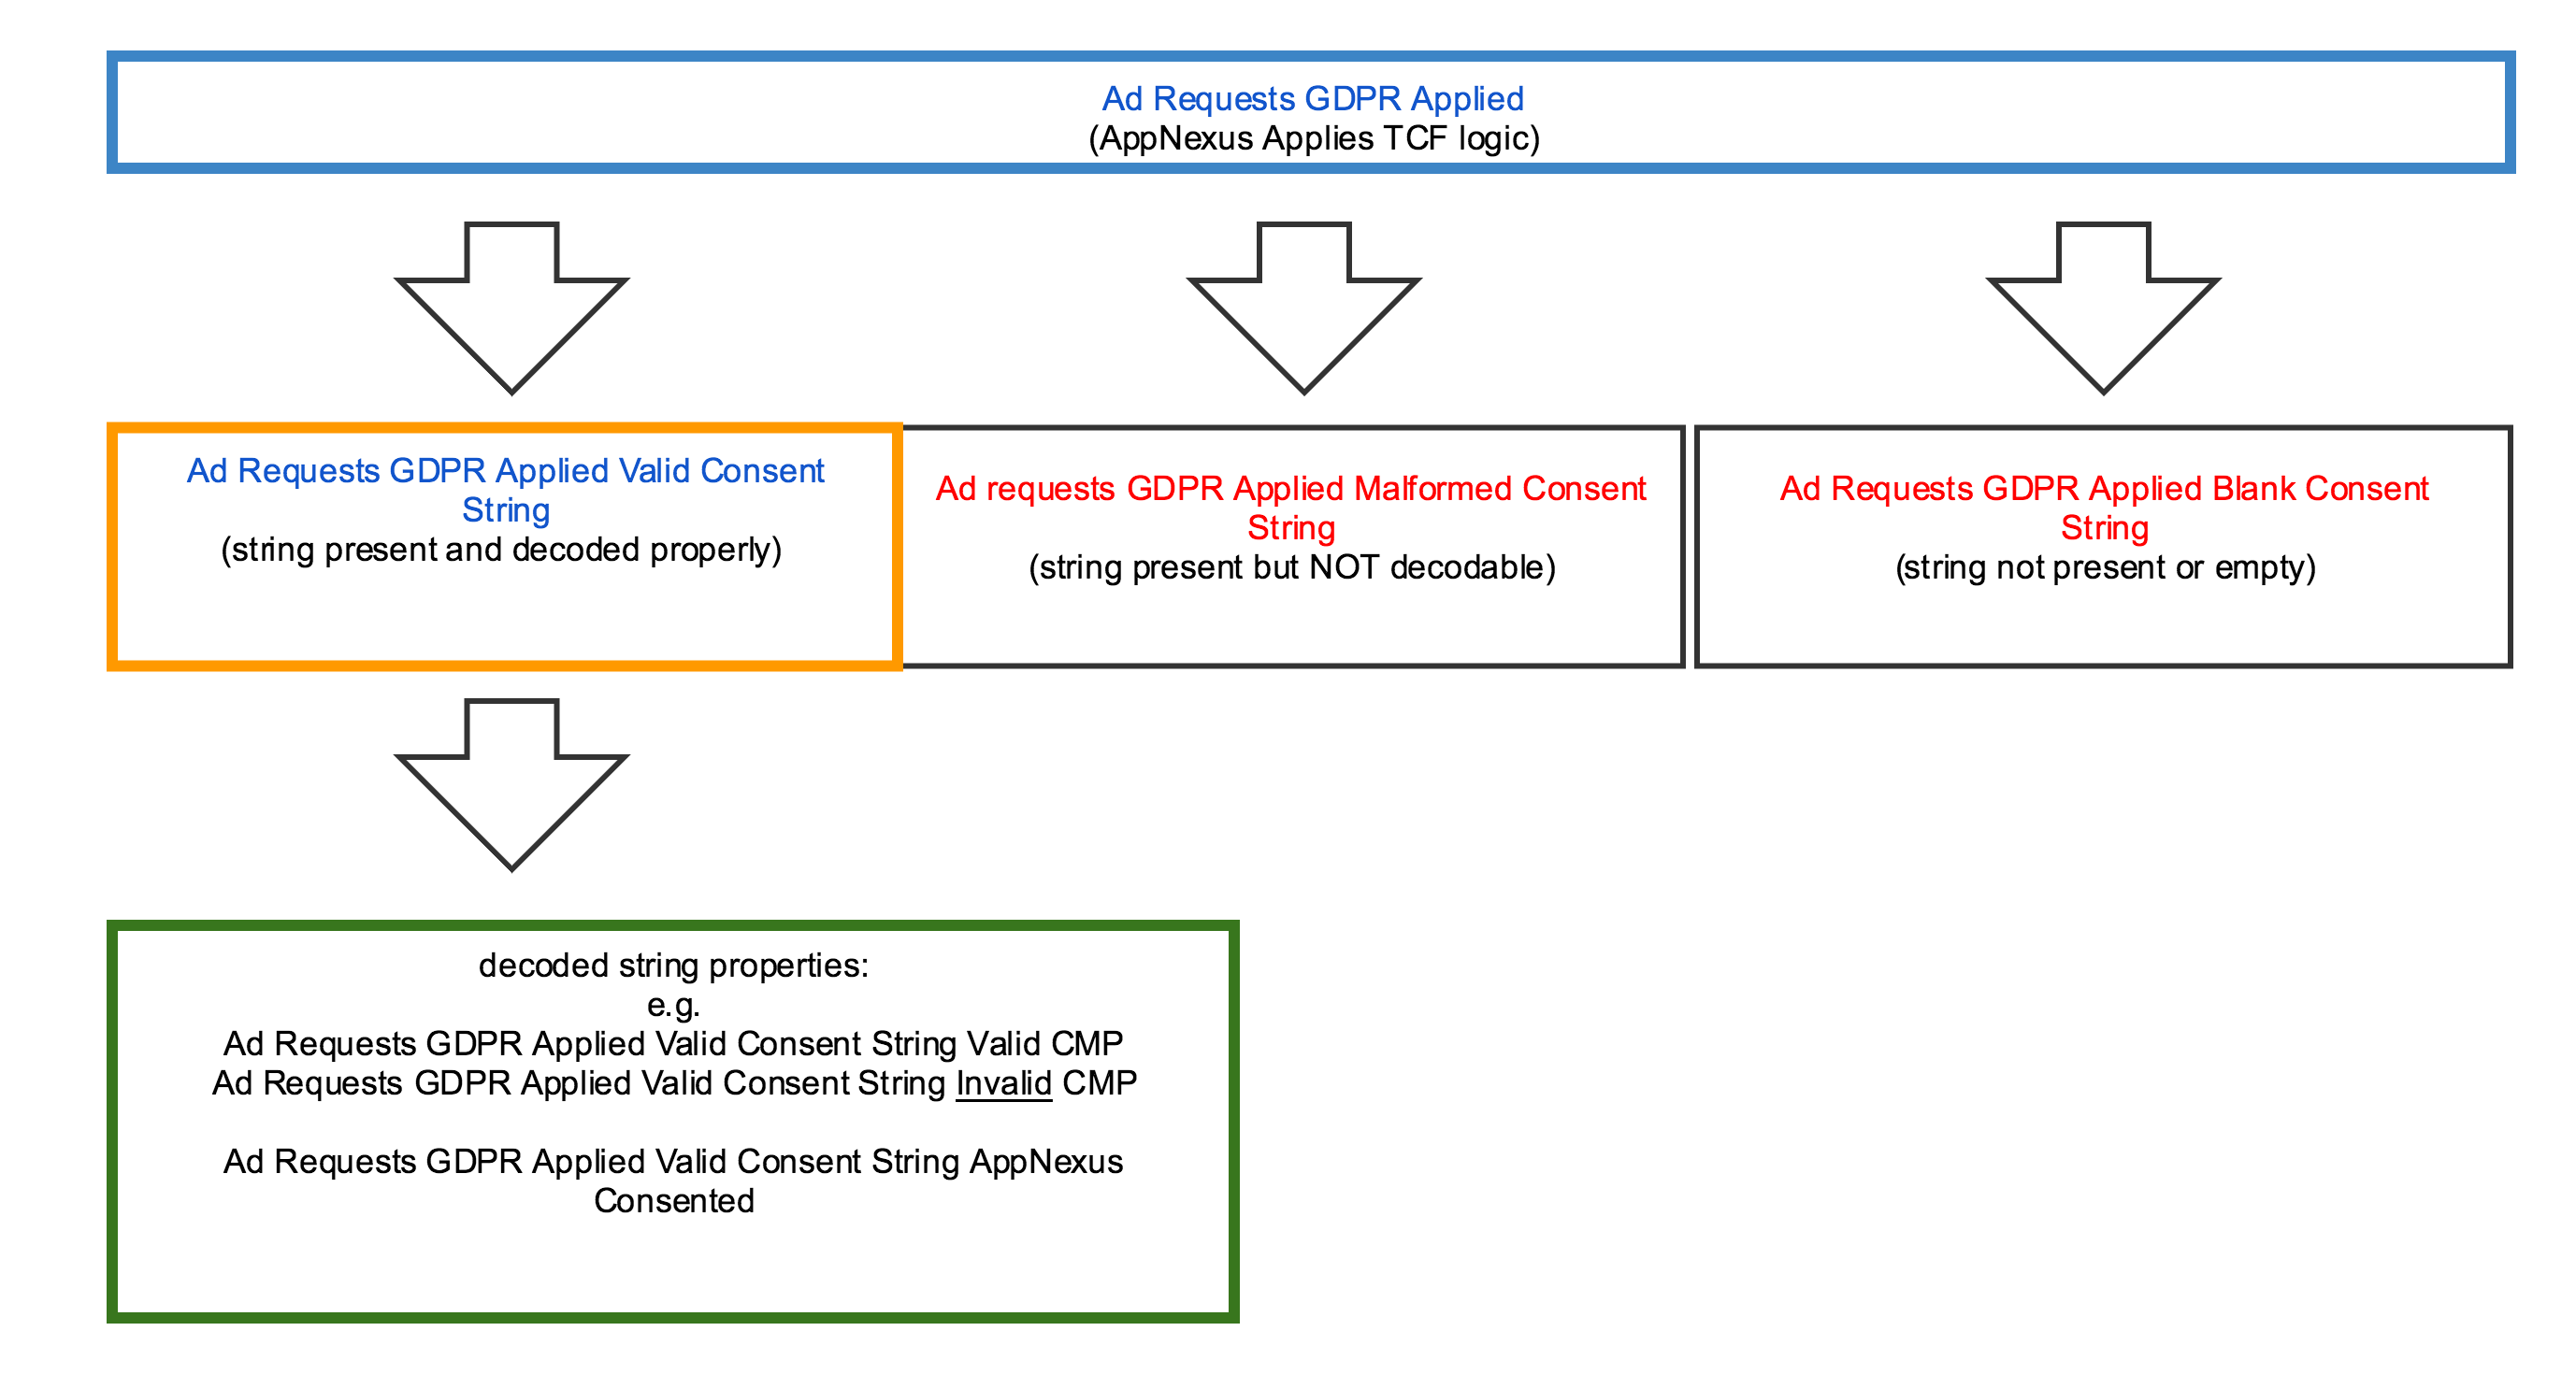 Ad Requests GDPR Applied
(AppNexus Applies TCF logic)
Ad Requests GDPR Applied Valid Consent
String
(string present and decoded properly)
Ad requests GDPR Applied Malformed Consent
String
(string present but NOT decodable)
Ad Requests GDPR Applied Blank Consent
String
(string not present or empty)
decoded string properties:
e.g.
Ad Requests GDPR Applied Valid Consent String Valid CMP
Ad Requests GDPR Applied Valid Consent String Invalid CMP
Ad Requests GDPR Applied Valid Consent String AppNexus
Consented